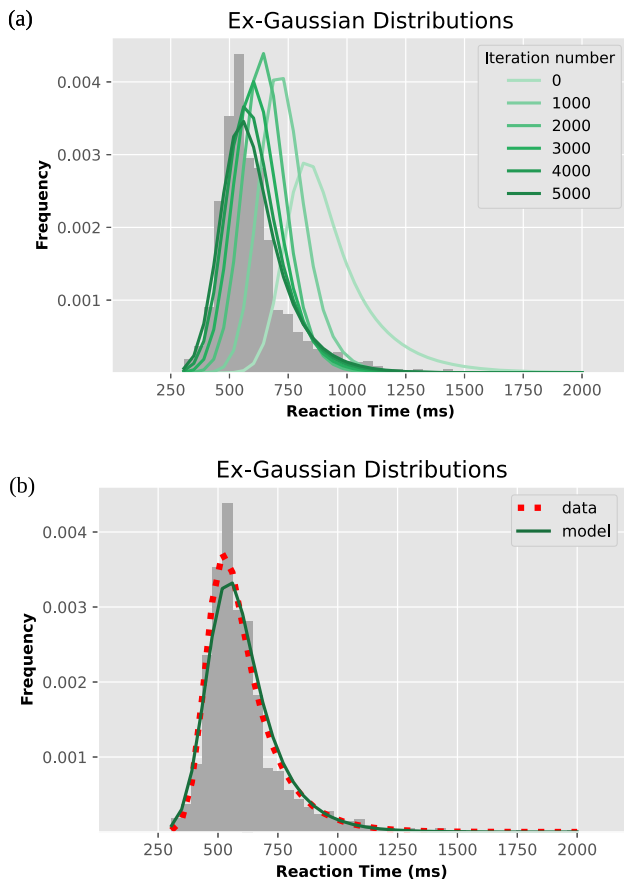 (a)
Ex-Gaussian Distributions
Iteration number
0
1000
2000
3000
4000
5000
0.004
0.003
0.002
0.001
Frequency
250 500 750 1000 1250 1500 1750 2000
Reaction Time (ms)
(b)
Ex-Gaussian Distributions
data
model
0.004
0.003
0.002
0.001
Frequency
250 500 750 1000 1250 1500 1750 2000
Reaction Time (ms)